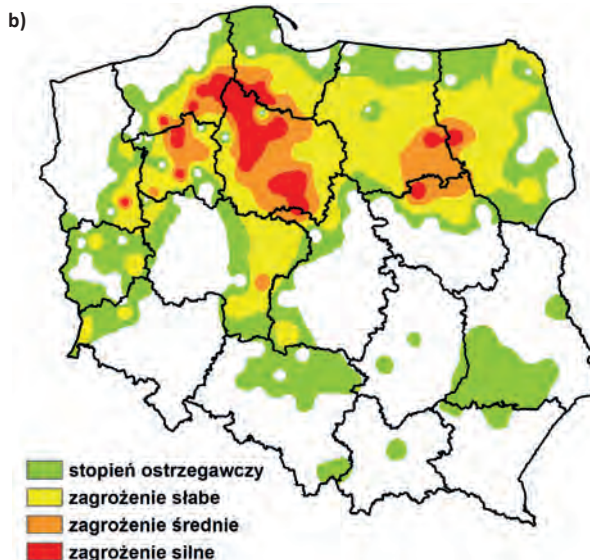 b)
stopień ostrzegawczy
zagrożenie słabe
zagrożenie średnie
zagrożenie silne